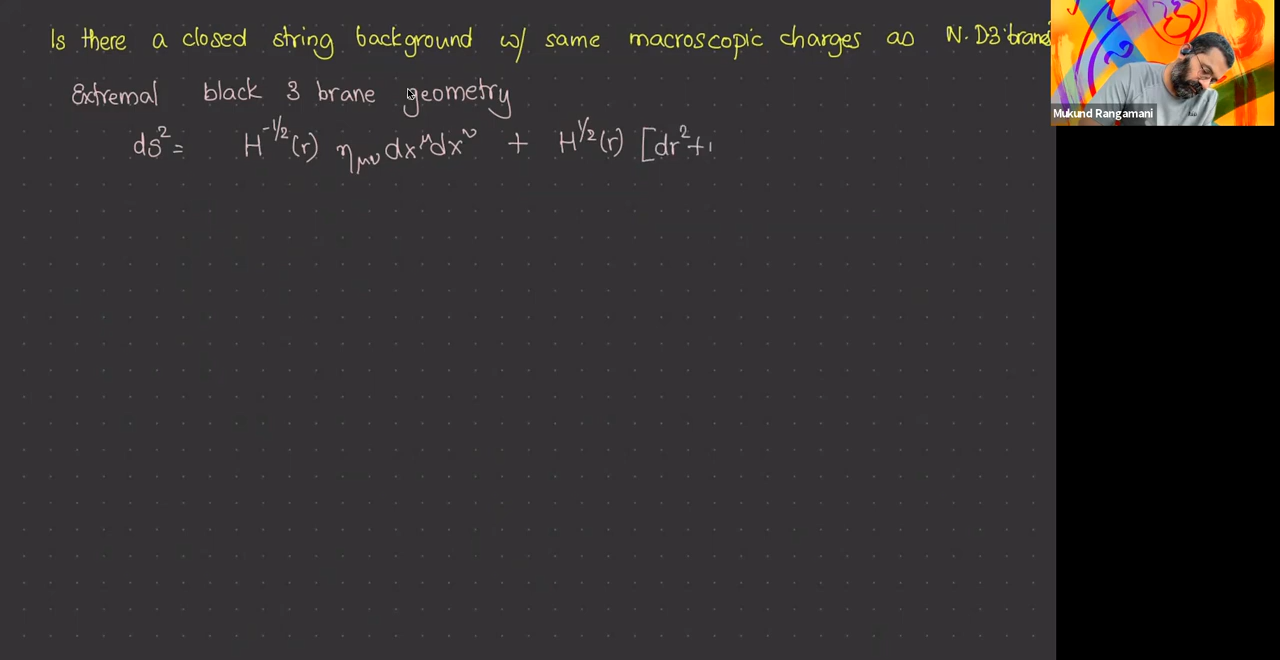 Is there a closed string background w/ same macroscopic charges as N. D3 brane
Extremal black 3 brane geometry
ds² = H^{-1/2}(r) η_{μν} dx^μ dx^ν + H^{1/2}(r) [dr² +
Mukund Rangamani